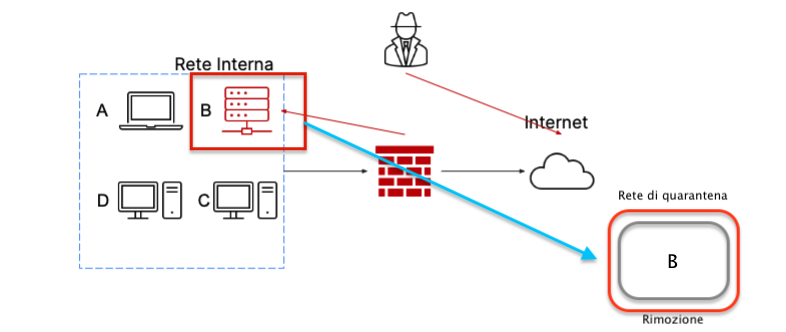 Rete Interna
A
B
Internet
D
C
Rete di quarantena
B
Rimozione